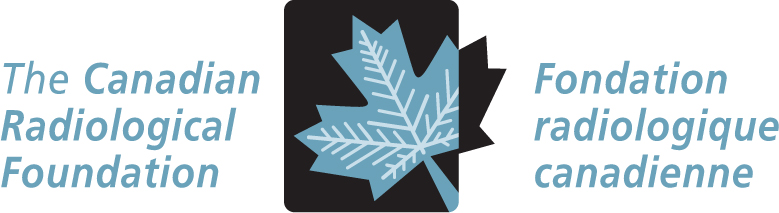 The Canadian
Radiological
Foundation
Fondation
radiologique
canadienne